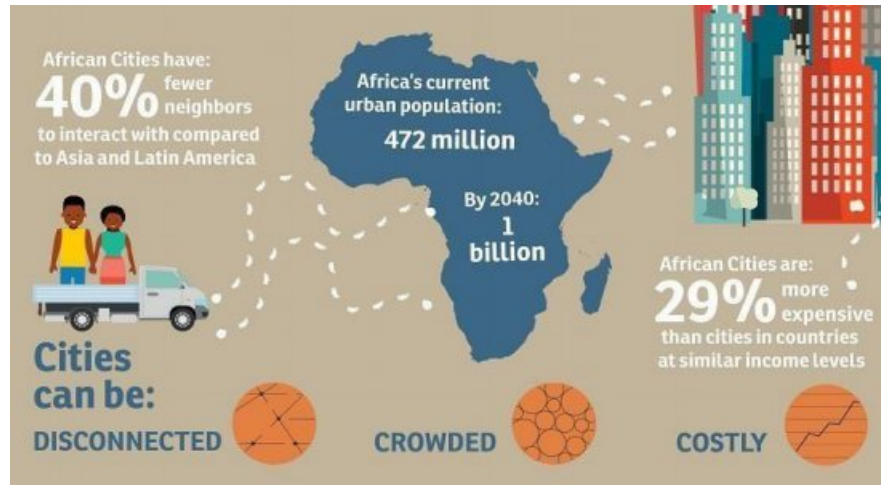 African Cities have:
40% fewer
neighbors
to interact with compared
to Asia and Latin America
Africa's current
urban population:
472 million
By 2040:
1
billion
African Cities are:
29% more
expensive
than cities in countries
at similar income levels
Cities
can be:
DISCONNECTED
CROWDED
COSTLY